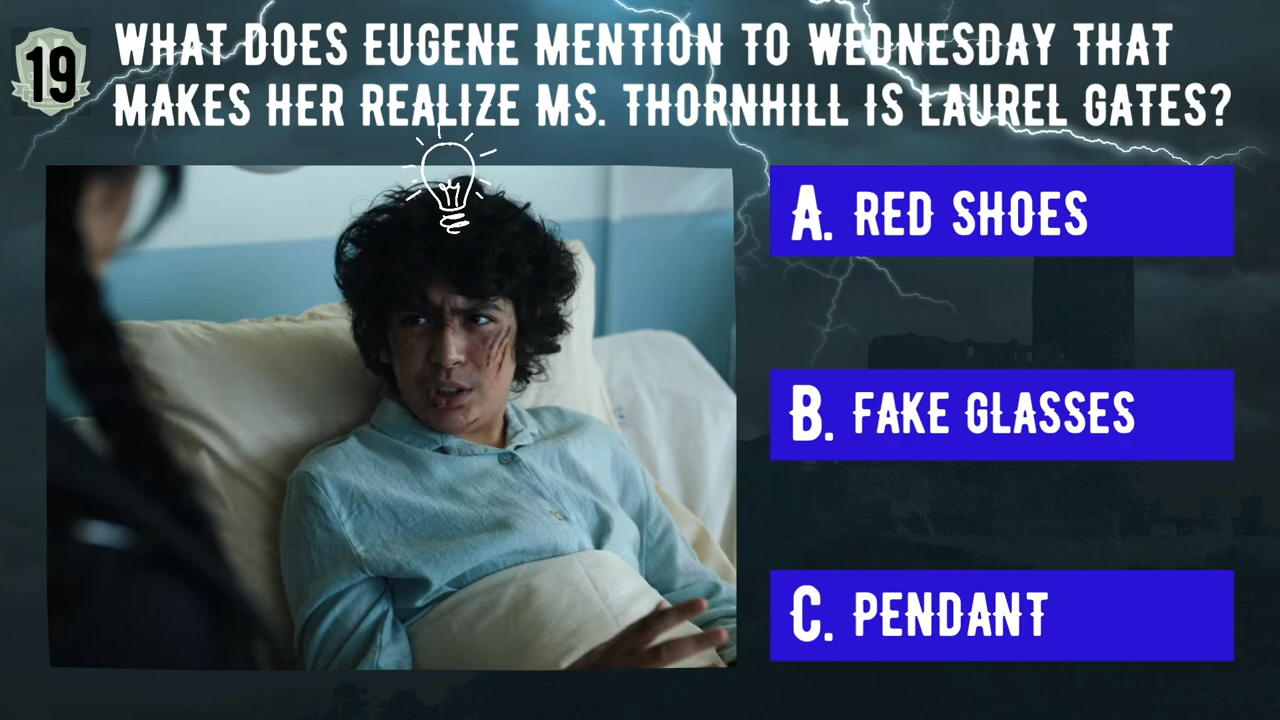 19
WHAT DOES EUGENE MENTION TO WEDNESDAY THAT
MAKES HER REALIZE MS. THORNHILL IS LAUREL GATES?
A. RED SHOES
B. FAKE GLASSES
C. PENDANT